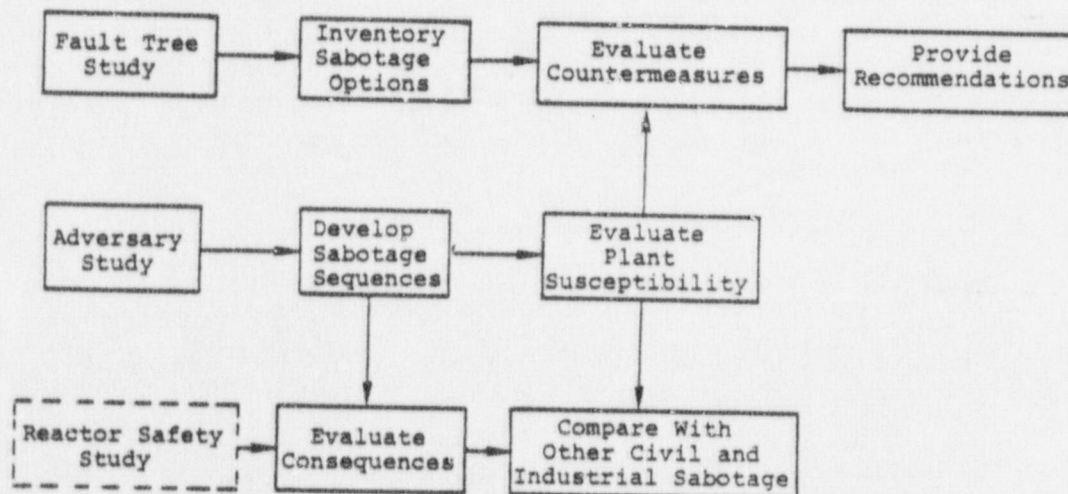 Fault Tree
Study
Inventory
Sabotage
Options
Evaluate
Countermeasures
Provide
Recommendations
Adversary
Study
Develop
Sabotage
Sequences
Evaluate
Plant
Susceptibility
Reactor Safety
Study
Evaluate
Consequences
Compare With
Other Civil and
Industrial Sabotage